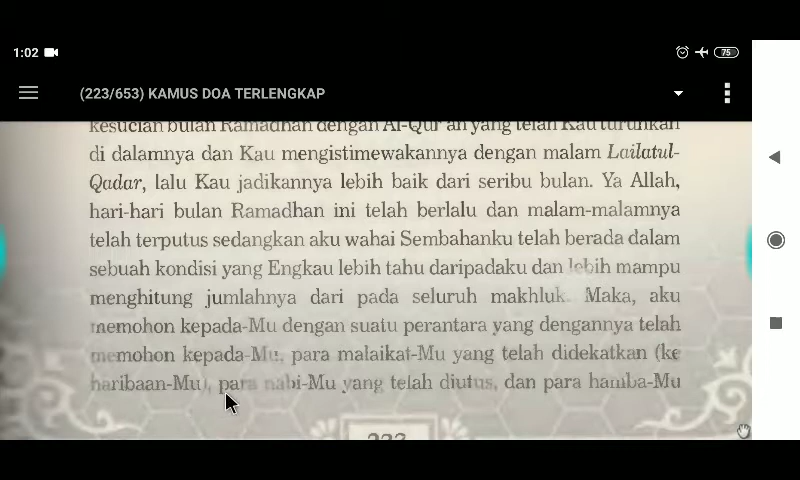 1:02
75
(223/653) KAMUS DOA TERLENGKAP
kesucian bulan Ramadhan dengan Al-Qur'an yang telah Kau turunkan
di dalamnya dan Kau mengistimewakannya dengan malam Lailatul-
Qadar, lalu Kau jadikannya lebih baik dari seribu bulan. Ya Allah,
hari-hari bulan Ramadhan ini telah berlalu dan malam-malamnya
telah terputus sedangkan aku wahai Sembahanku telah berada dalam
sebuah kondisi yang Engkau lebih tahu daripadaku dan lebih mampu
menghitung jumlahnya dari pada seluruh makhluk. Maka, aku
memohon kepada-Mu dengan suatu perantara yang dengannya telah
memohon kepada-Mu, para malaikat-Mu yang telah didekatkan (ke
haribaan-Mu), para nabi-Mu yang telah diutus, dan para hamba-Mu
223